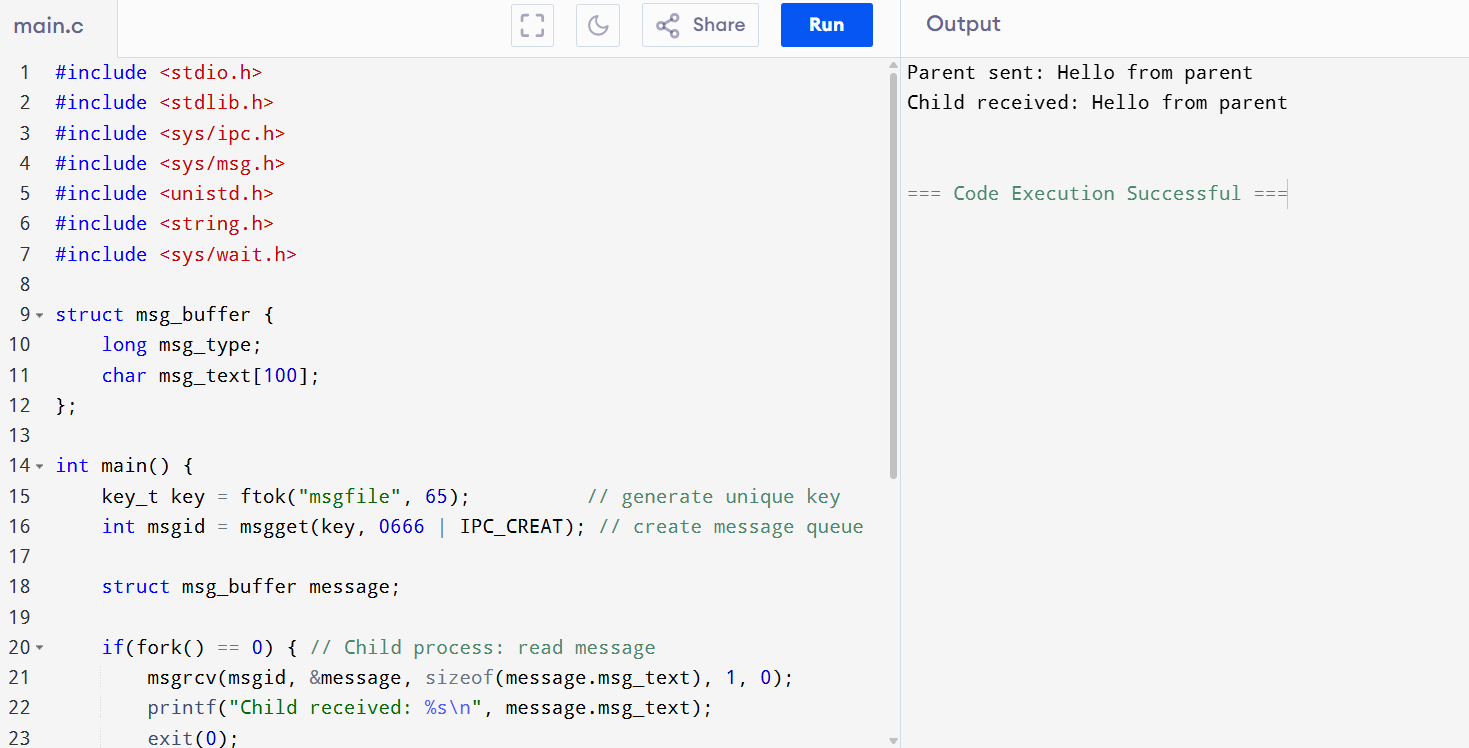 main.c
Share
Run
Output
1 #include <stdio.h>
2 #include <stdlib.h>
3 #include <sys/ipc.h>
4 #include <sys/msg.h>
5 #include <unistd.h>
6 #include <string.h>
7 #include <sys/wait.h>
8
9 struct msg_buffer {
10     long msg_type;
11     char msg_text[100];
12 };
13
14 int main() {
15     key_t key = ftok("msgfile", 65);          // generate unique key
16     int msgid = msgget(key, 0666 | IPC_CREAT); // create message queue
17
18     struct msg_buffer message;
19
20     if(fork() == 0) { // Child process: read message
21         msgrcv(msgid, &message, sizeof(message.msg_text), 1, 0);
22         printf("Child received: %s\n", message.msg_text);
23         exit(0);
Parent sent: Hello from parent
Child received: Hello from parent
=== Code Execution Successful ===